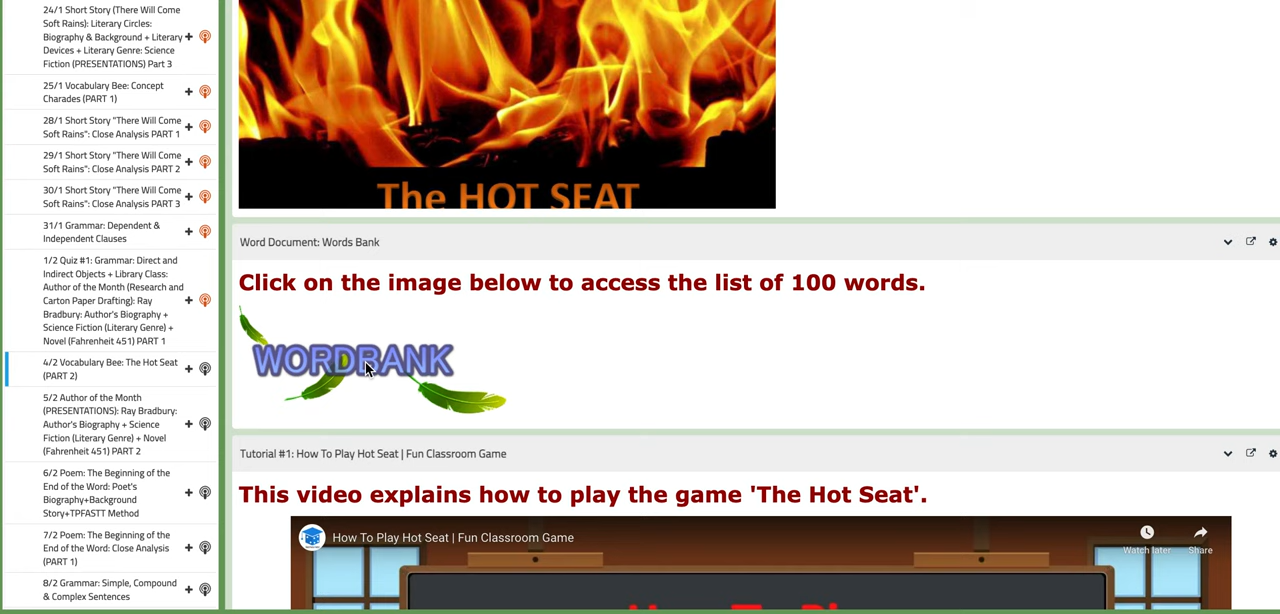 24/1 Short Story (There Will Come
Soft Rains): Literary Circles:
Biography & Background + Literary
Devices + Literary Genre: Science
Fiction (PRESENTATIONS) Part 3
25/1 Vocabulary Bee: Concept
Charades (PART 1)
28/1 Short Story "There Will Come
Soft Rains": Close Analysis PART 1
29/1 Short Story "There Will Come
Soft Rains": Close Analysis PART 2
30/1 Short Story "There Will Come
Soft Rains": Close Analysis PART 3
31/1 Grammar: Dependent &
Independent Clauses
1/2 Quiz #1: Grammar: Direct and
Indirect Objects + Library Class:
Author of the Month (Research and
Carton Paper Drafting): Ray
Bradbury: Author's Biography +
Science Fiction (Literary Genre) +
Novel (Fahrenheit 451) PART 1
4/2 Vocabulary Bee: The Hot Seat
(PART 2)
5/2 Author of the Month
(PRESENTATIONS): Ray Bradbury:
Author's Biography + Science
Fiction (Literary Genre) + Novel
(Fahrenheit 451) PART 2
6/2 Poem: The Beginning of the
End of the Word: Poet's
Biography+Background
Story+TPFASTT Method
7/2 Poem: The Beginning of the
End of the Word: Close Analysis
(PART 1)
8/2 Grammar: Simple, Compound
& Complex Sentences
The HOT SEAT
Word Document: Words Bank
Click on the image below to access the list of 100 words.
WORDBANK
Tutorial #1: How To Play Hot Seat | Fun Classroom Game
This video explains how to play the game 'The Hot Seat'.
How To Play Hot Seat | Fun Classroom Game
Watch later
Share